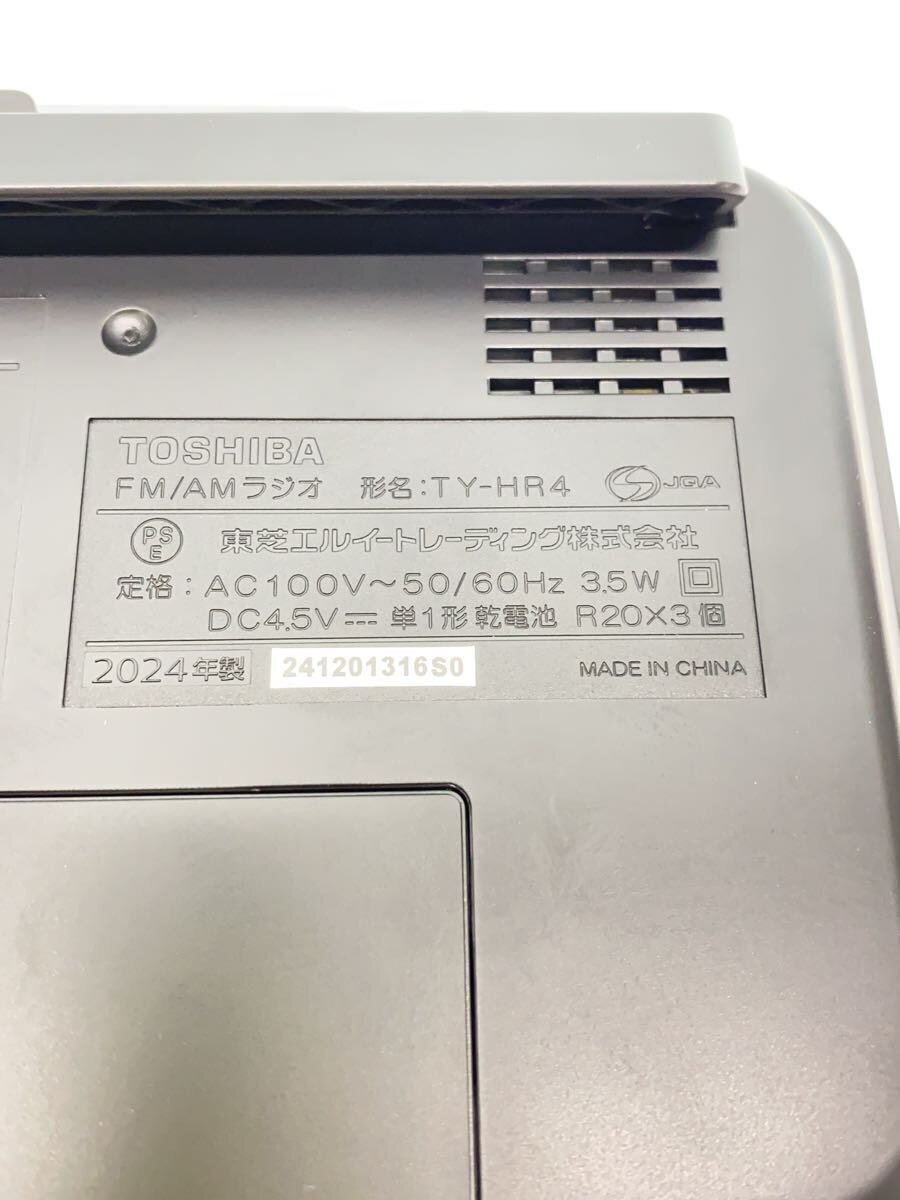 TOSHIBA
FM/AMラジオ 形名:TY-HR4 JQA
PSE 東芝エルイートレーディング株式会社
定格:AC100V〜50/60Hz 3.5W
DC4.5V⎓ 単1形乾電池 R20×3個
2024年製 241201316S0 MADE IN CHINA